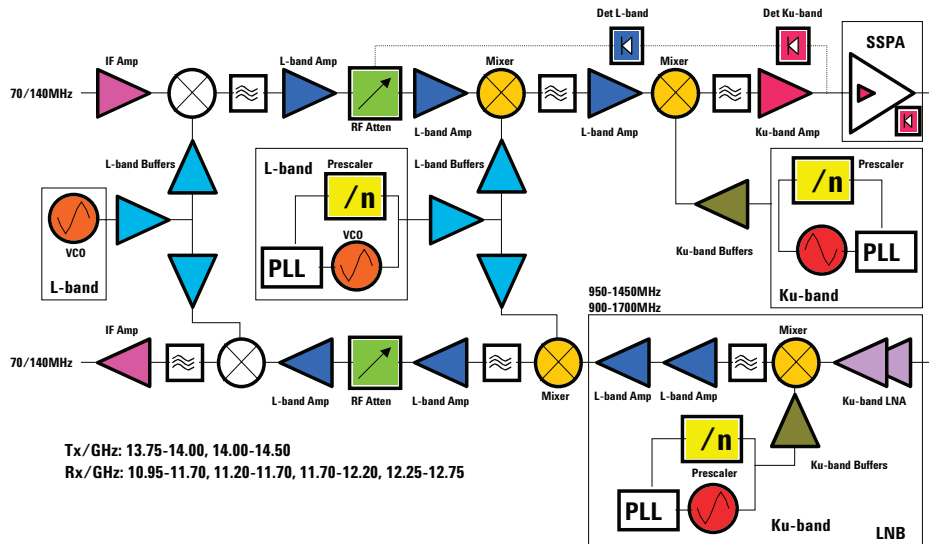 Det L-band
Det Ku-band
SSPA
IF Amp
L-band Amp
Mixer
Mixer
70/140MHz
RF Atten
L-band Amp
L-band Amp
Ku-band Amp
L-band Buffers
L-band
Prescaler
/n
L-band Buffers
Prescaler
/n
VCO
L-band
VCO
PLL
Ku-band Buffers
PLL
Ku-band
950-1450MHz
900-1700MHz
IF Amp
Mixer
70/140MHz
L-band Amp
RF Atten
L-band Amp
Mixer
L-band Amp
L-band Amp
Ku-band LNA
/n
Prescaler
Ku-band Buffers
PLL
Ku-band
LNB
Tx/GHz: 13.75-14.00, 14.00-14.50
Rx/GHz: 10.95-11.70, 11.20-11.70, 11.70-12.20, 12.25-12.75